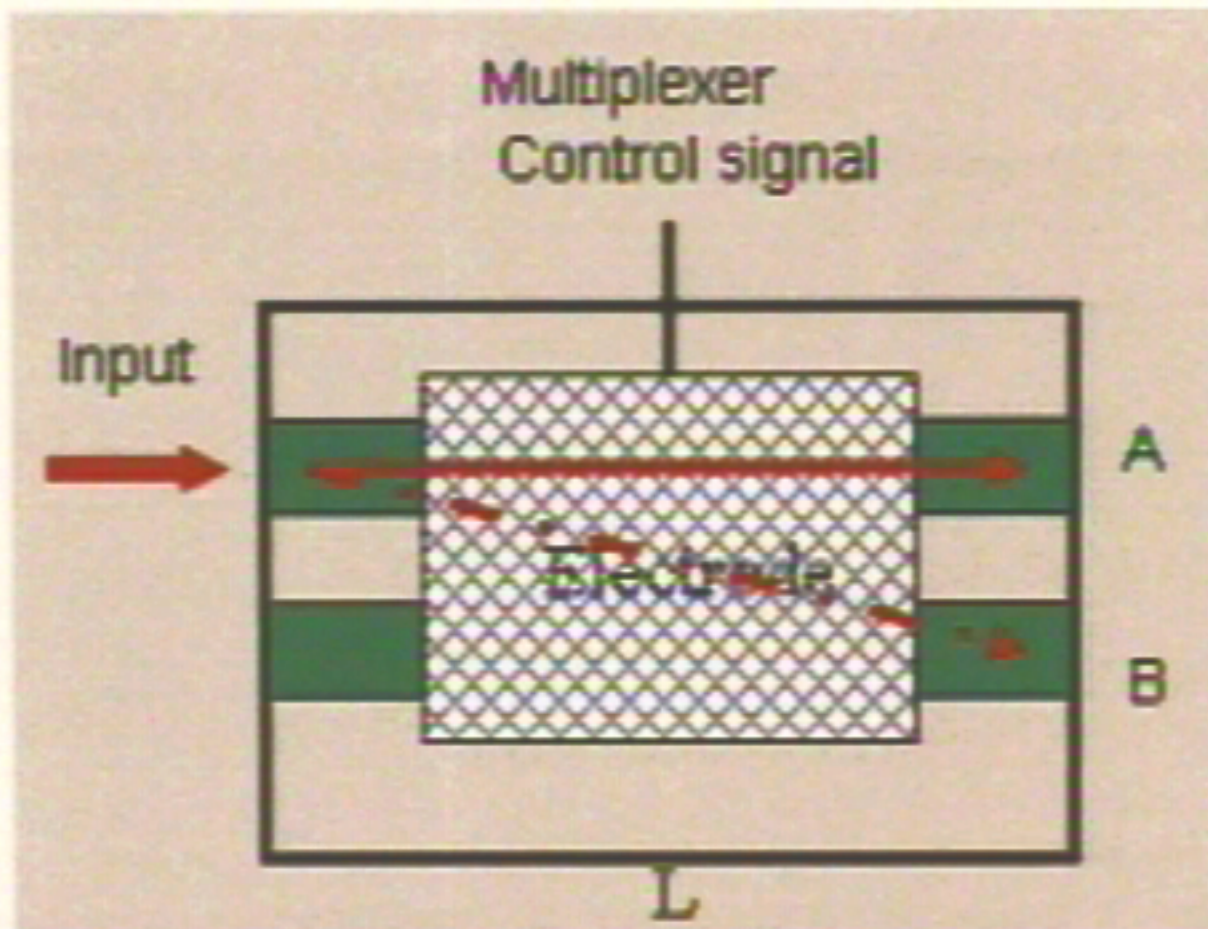 Multiplexer
Control signal
Input
A
Electrode
B
L